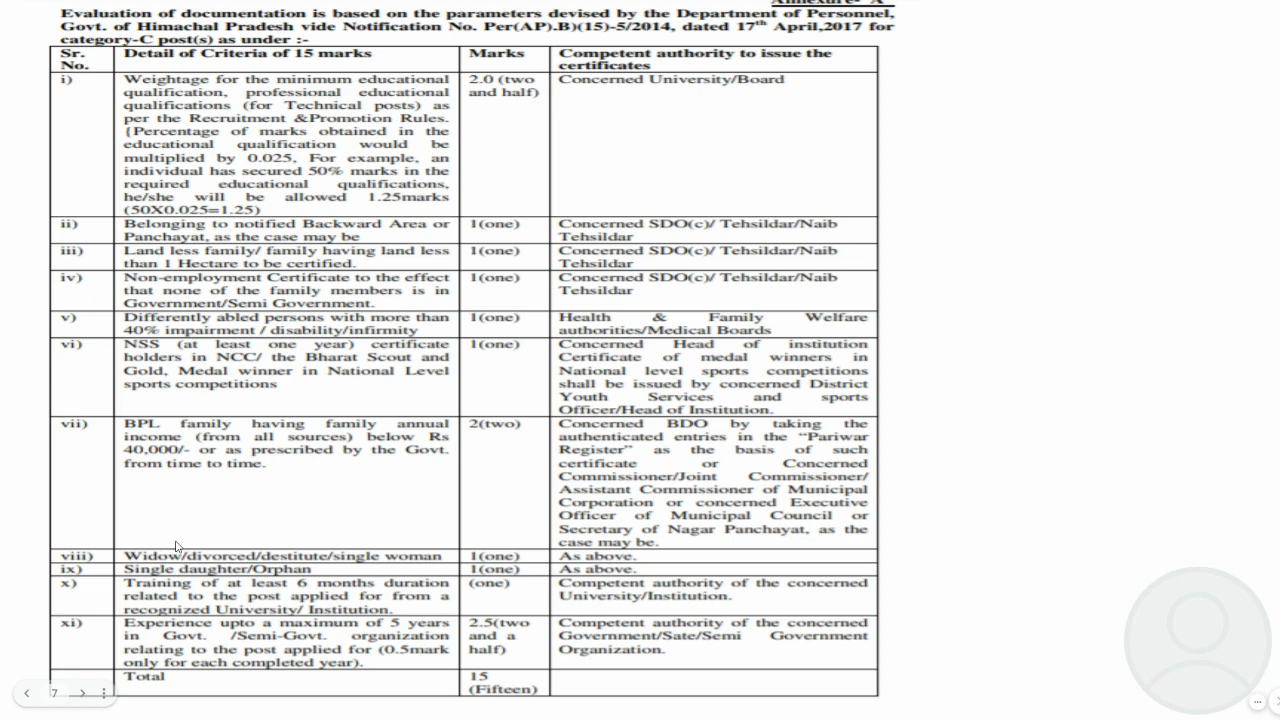 Annexure- "A"
Evaluation of documentation is based on the parameters devised by the Department of Personnel,
Govt. of Himachal Pradesh vide Notification No. Per(AP).B)(15)-5/2014, dated 17th April,2017 for
category-C post(s) as under :-
Sr. No.
Detail of Criteria of 15 marks
Marks
Competent authority to issue the
certificates
i)
Weightage for the minimum educational
qualification, professional educational
qualifications (for Technical posts) as
per the Recruitment &Promotion Rules.
{Percentage of marks obtained in the
educational qualification would be
multiplied by 0.025, For example, an
individual has secured 50% marks in the
required educational qualifications,
he/she will be allowed 1.25marks
(50X0.025=1.25)
2.0 (two
and half)
Concerned University/Board
ii)
Belonging to notified Backward Area or
Panchayat, as the case may be
1(one)
Concerned SDO(c)/ Tehsildar/Naib
Tehsildar
iii)
Land less family/ family having land less
than 1 Hectare to be certified.
1(one)
Concerned SDO(c)/ Tehsildar/Naib
Tehsildar
iv)
Non-employment Certificate to the effect
that none of the family members is in
Government/Semi Government.
1(one)
Concerned SDO(c)/ Tehsildar/Naib
Tehsildar
v)
Differently abled persons with more than
40% impairment / disability/infirmity
1(one)
Health & Family Welfare
authorities/Medical Boards
vi)
NSS (at least one year) certificate
holders in NCC/ the Bharat Scout and
Gold, Medal winner in National Level
sports competitions
1(one)
Concerned Head of institution
Certificate of medal winners in
National level sports competitions
shall be issued by concerned District
Youth Services and sports
Officer/Head of Institution.
vii)
BPL family having family annual
income (from all sources) below Rs
40,000/- or as prescribed by the Govt.
from time to time.
2(two)
Concerned BDO by taking the
authenticated entries in the “Pariwar
Register” as the basis of such
certificate or Concerned
Commissioner/Joint Commissioner/
Assistant Commissioner of Municipal
Corporation or concerned Executive
Officer of Municipal Council or
Secretary of Nagar Panchayat, as the
case may be.
viii)
Widow/divorced/destitute/single woman
1(one)
As above.
ix)
Single daughter/Orphan
1(one)
As above.
x)
Training of at least 6 months duration
related to the post applied for from a
recognized University/ Institution.
(one)
Competent authority of the concerned
University/Institution.
xi)
Experience upto a maximum of 5 years
in Govt. /Semi-Govt. organization
relating to the post applied for (0.5mark
only for each completed year).
2.5(two
and a
half)
Competent authority of the concerned
Government/Sate/Semi Government
Organization.
Total
15
(Fifteen)
7